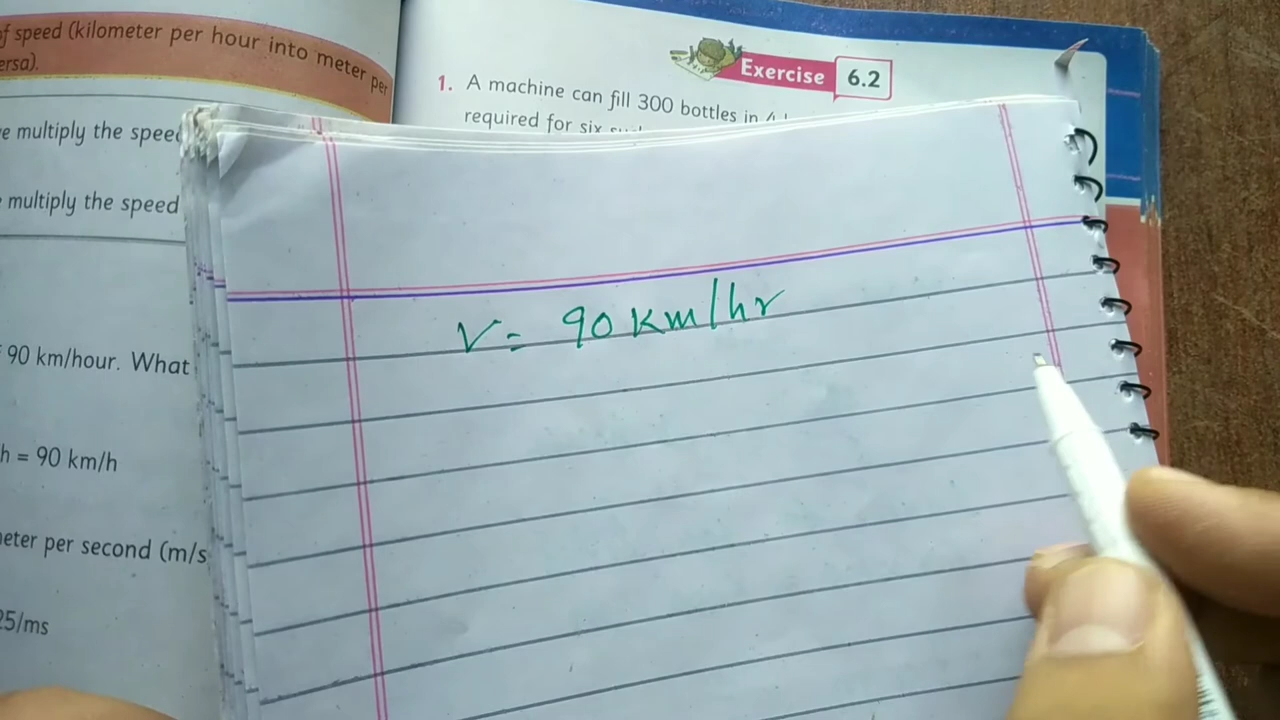 of speed (kilometer per hour into meter per
ersa).
e multiply the speed
multiply the speed
90 km/hour. What
h = 90 km/h
eter per second (m/s
25/ms
Exercise 6.2
1. A machine can fill 300 bottles in
required for six
V = 90 km/hr